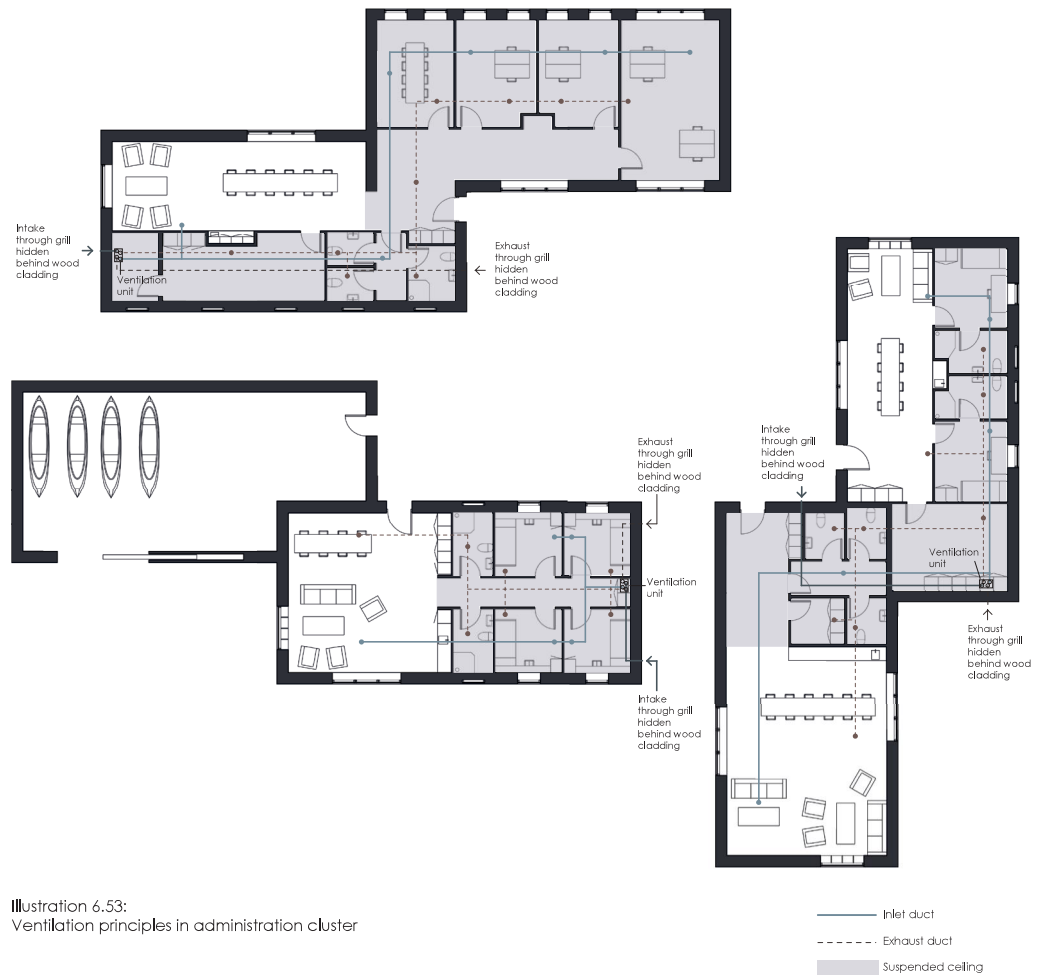 Intake
through grill
hidden
behind wood
cladding
Ventilation
unit
Exhaust
through grill
hidden
behind wood
cladding
Exhaust
through grill
hidden
behind wood
cladding
Intake
through grill
hidden
behind wood
cladding
Ventilation
unit
Ventilation
unit
Exhaust
through grill
hidden
behind wood
cladding
Intake
through grill
hidden
behind wood
cladding
Illustration 6.53:
Ventilation principles in administration cluster
Inlet duct
Exhaust duct
Suspended ceiling